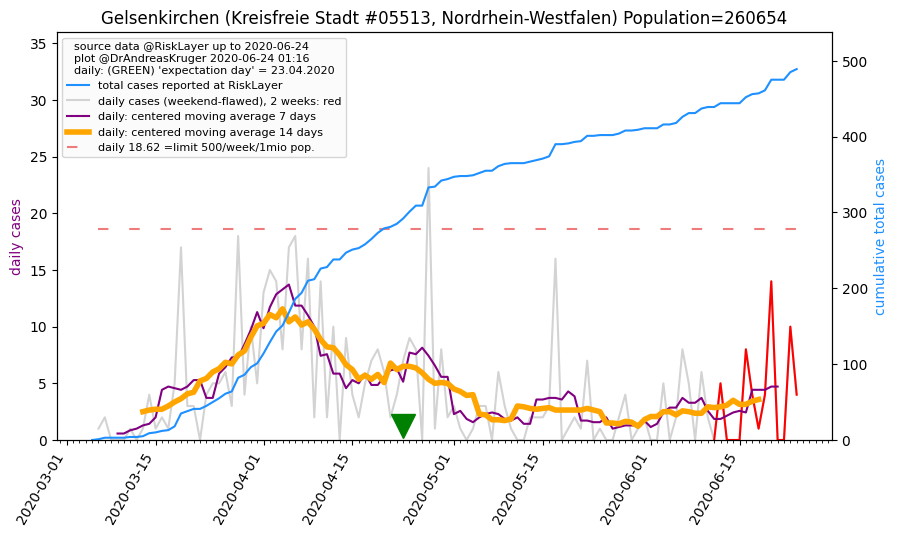 Gelsenkirchen (Kreisfreie Stadt #05513, Nordrhein-Westfalen) Population=260654
source data @RiskLayer up to 2020-06-24
plot @DrAndreasKruger 2020-06-24 01:16
daily: (GREEN) 'expectation day' = 23.04.2020
total cases reported at RiskLayer
daily cases (weekend-flawed), 2 weeks: red
daily: centered moving average 7 days
daily: centered moving average 14 days
daily 18.62 =limit 500/week/1mio pop.
daily cases
35
30
25
20
15
10
5
0
500
400
300
200
100
0
cumulative total cases
2020-03-01
2020-03-15
2020-04-01
2020-04-15
2020-05-01
2020-05-15
2020-06-01
2020-06-15